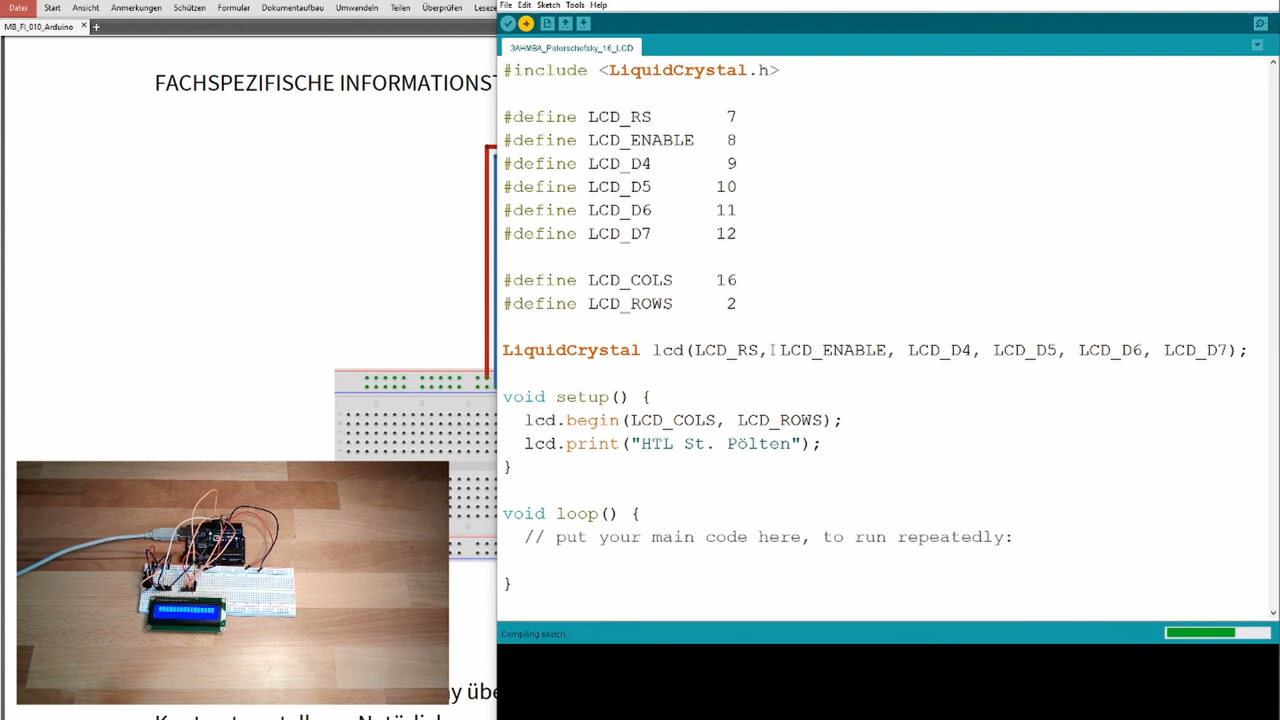 Datei Start Ansicht Anmerkungen Schützen Formular Dokumentaufbau Umwandeln Teilen Überprüfen
MB_FI_010_Arduino × +
FACHSPEZIFISCHE
File Edit Sketch Tools Help
3AHMBA_Peterschofsky_16_LCD
#include <LiquidCrystal.h>
#define LCD_RS 7
#define LCD_ENABLE 8
#define LCD_D4 9
#define LCD_D5 10
#define LCD_D6 11
#define LCD_D7 12
#define LCD_COLS 16
#define LCD_ROWS 2
LiquidCrystal lcd(LCD_RS, LCD_ENABLE, LCD_D4, LCD_D5, LCD_D6, LCD_D7);
void setup() {
lcd.begin(LCD_COLS, LCD_ROWS);
lcd.print("HTL St. Pölten");
}
void loop() {
// put your main code here, to run repeatedly:
}
Compiling sketch...